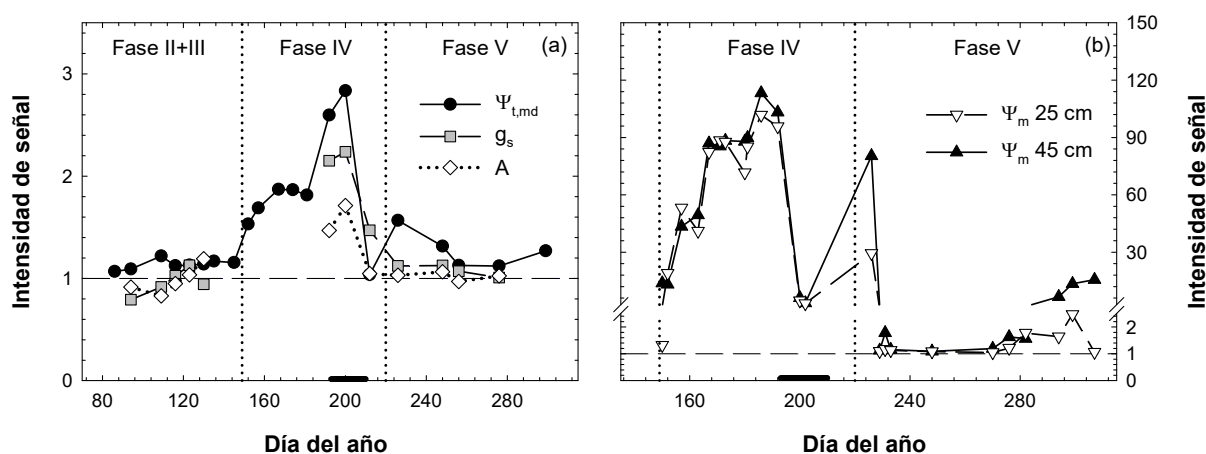 Fase II+III Fase IV Fase V (a)
Ψt,md
gs
A
Intensidad de señal
3
2
1
0
80 120 160 200 240 280
Día del año
Fase IV Fase V (b)
Ψm 25 cm
Ψm 45 cm
150
120
90
60
30
2
1
0
Intensidad de señal
160 200 240 280
Día del año